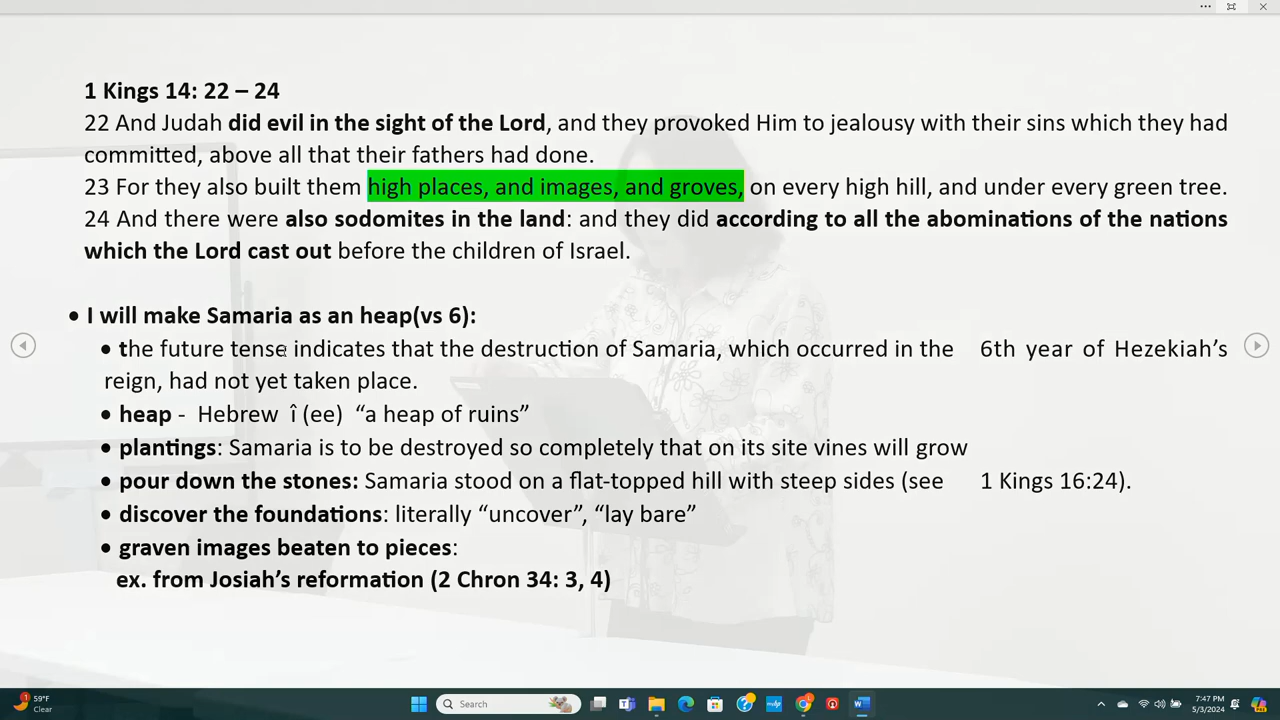 1 Kings 14: 22 – 24
22 And Judah did evil in the sight of the Lord, and they provoked Him to jealousy with their sins which they had
committed, above all that their fathers had done.
23 For they also built them high places, and images, and groves, on every high hill, and under every green tree.
24 And there were also sodomites in the land: and they did according to all the abominations of the nations
which the Lord cast out before the children of Israel.
• I will make Samaria as an heap(vs 6):
• the future tense indicates that the destruction of Samaria, which occurred in the 6th year of Hezekiah’s
reign, had not yet taken place.
• heap - Hebrew î (ee) “a heap of ruins”
• plantings: Samaria is to be destroyed so completely that on its site vines will grow
• pour down the stones: Samaria stood on a flat-topped hill with steep sides (see 1 Kings 16:24).
• discover the foundations: literally “uncover”, “lay bare”
• graven images beaten to pieces:
ex. from Josiah’s reformation (2 Chron 34: 3, 4)
1
59°F
Clear
Search
7:47 PM
5/3/2024